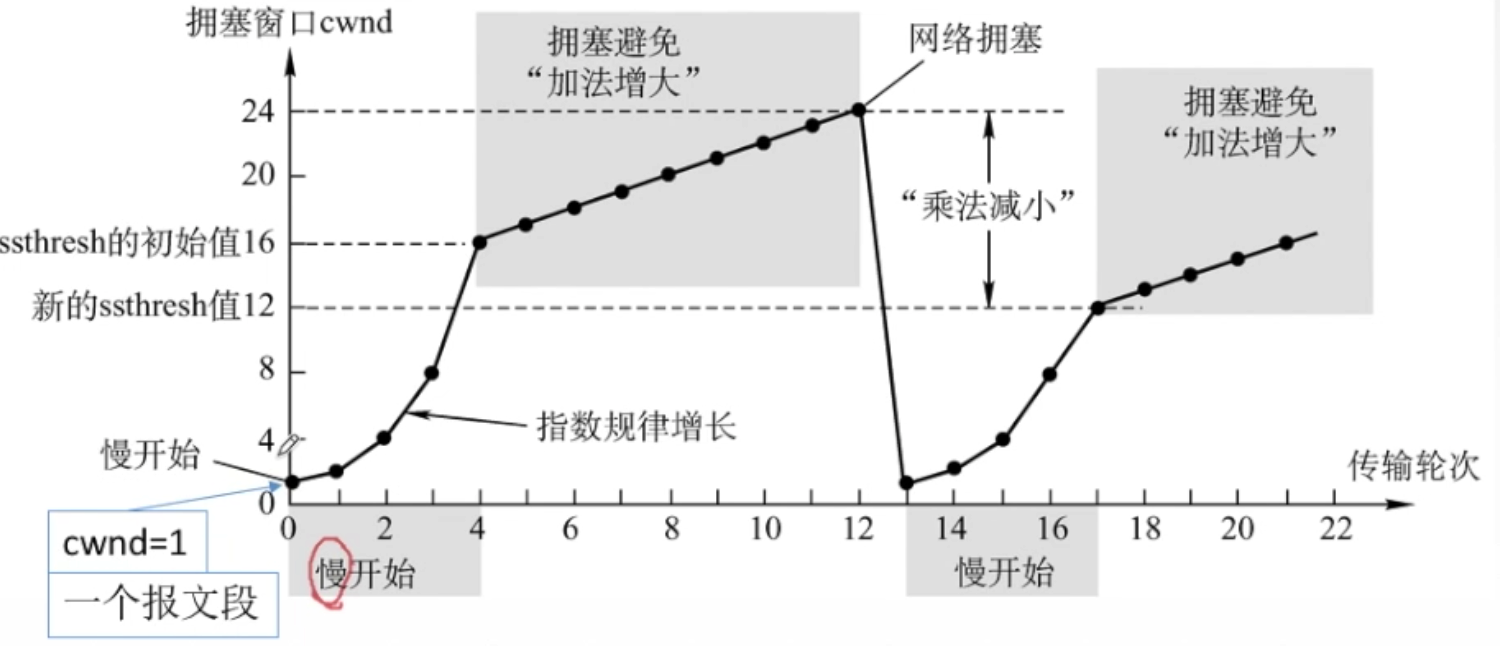 拥塞窗口cwnd
拥塞避免
“加法增大”
网络拥塞
拥塞避免
“加法增大”
24
20
“乘法减小”
ssthresh的初始值16
新的ssthresh值12
8
4
指数规律增长
慢开始
传输轮次
0
0 2 4 6 8 10 12 14 16 18 20 22
cwnd=1
慢开始
慢开始
一个报文段